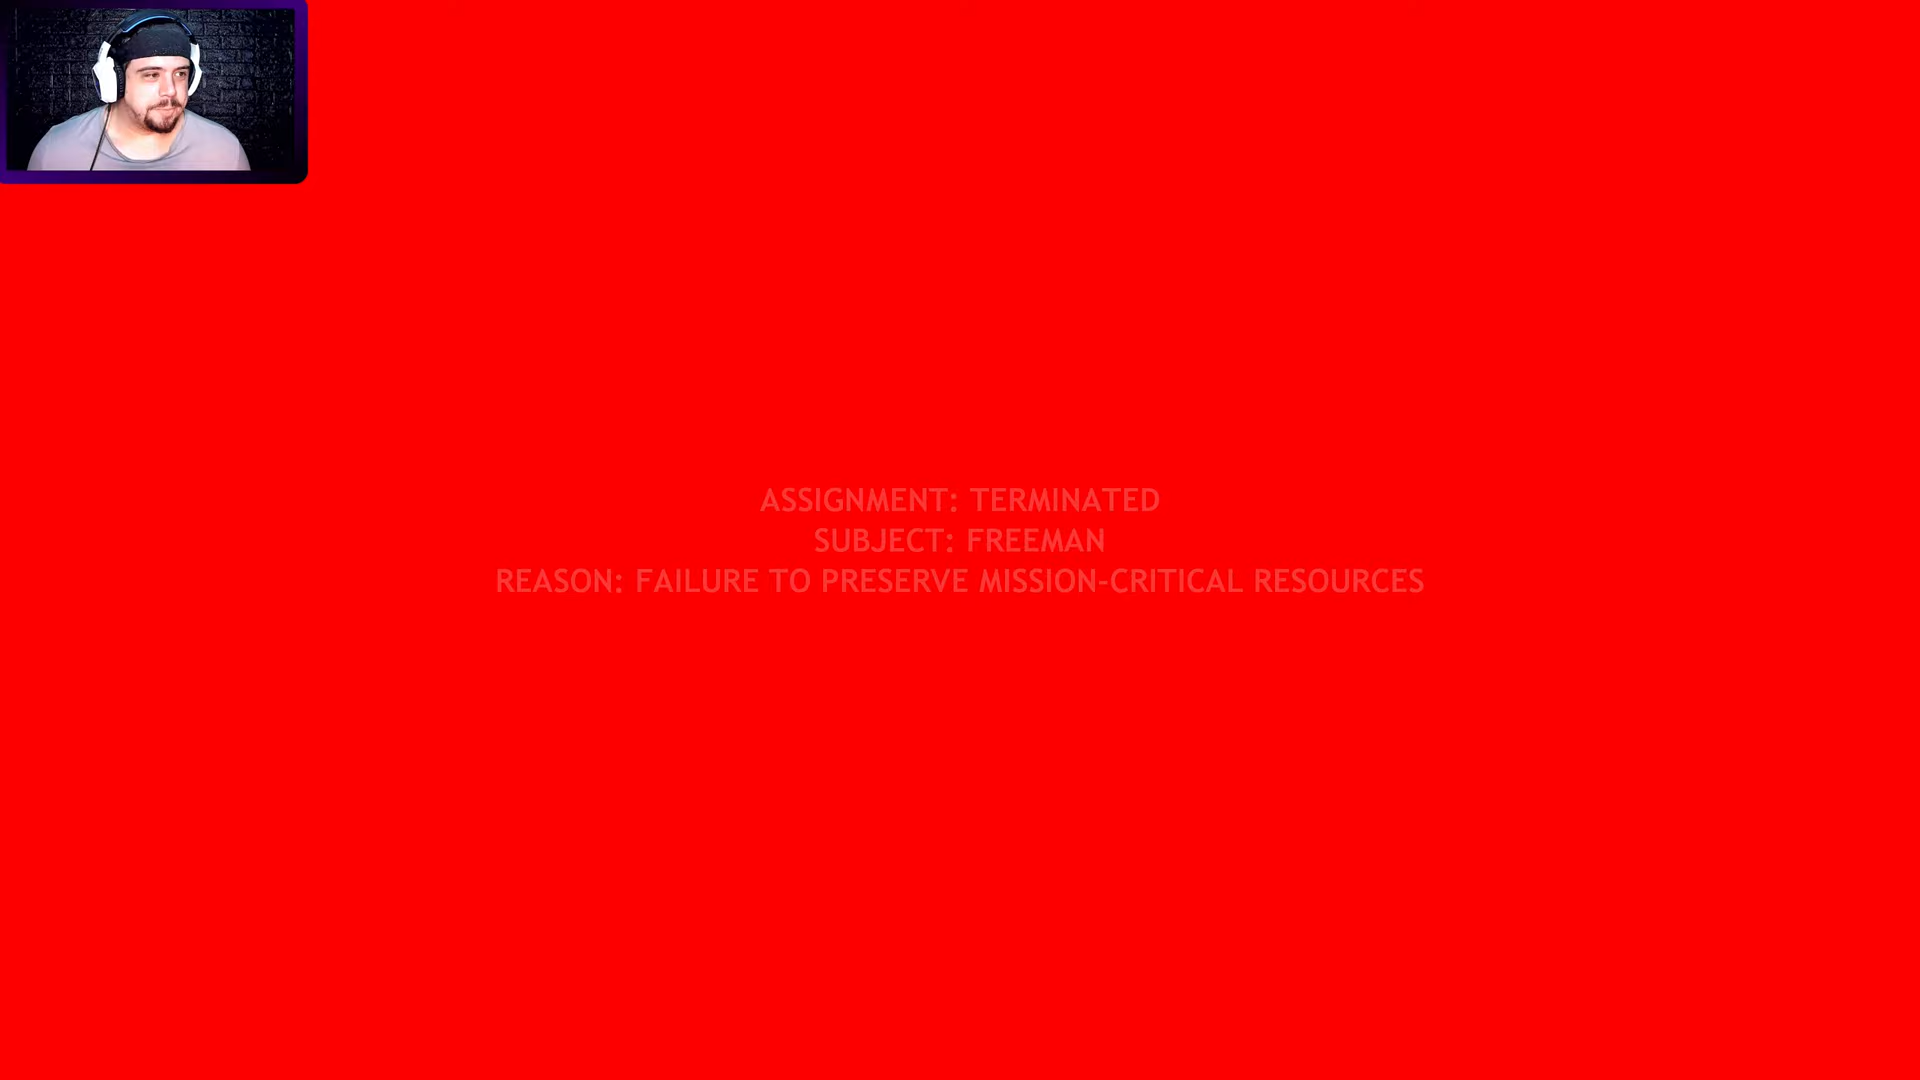 ASSIGNMENT: TERMINATED
SUBJECT: FREEMAN
REASON: FAILURE TO PRESERVE MISSION-CRITICAL RESOURCES